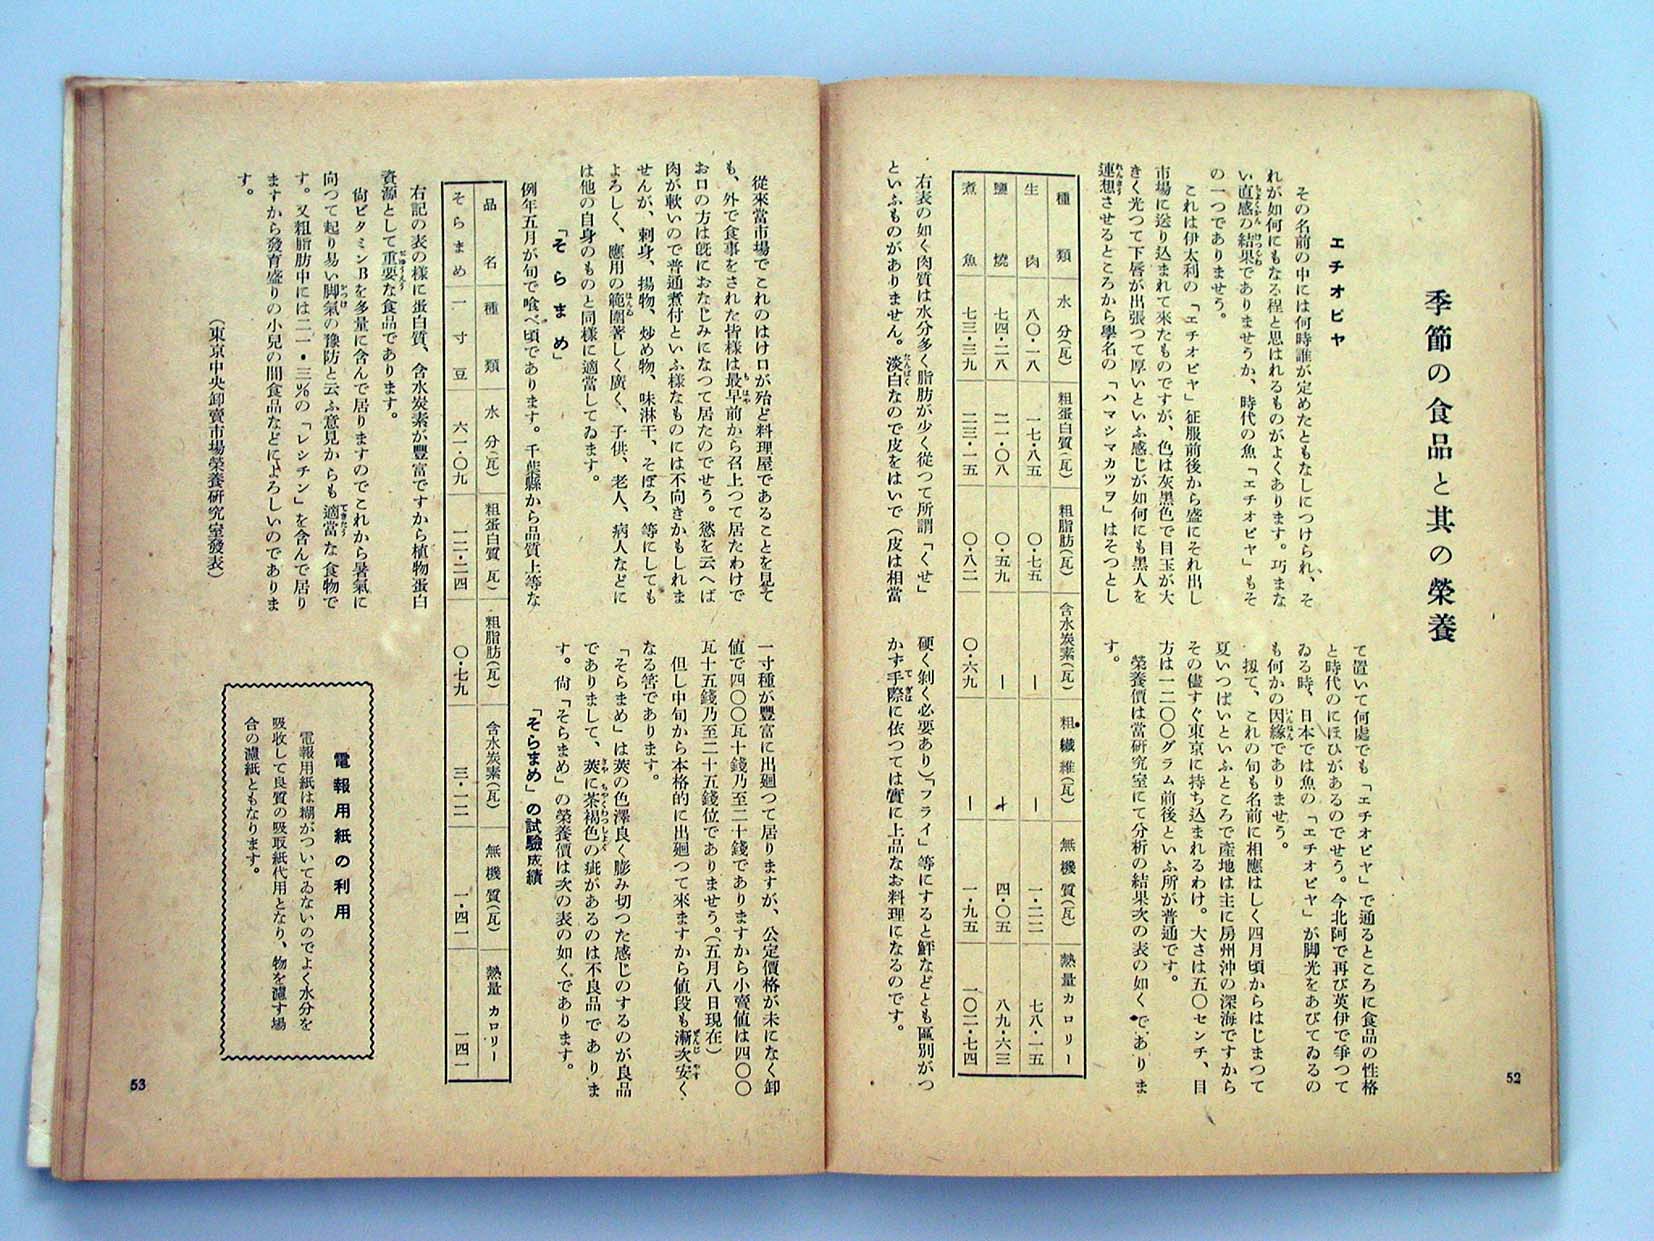 季節の食品と其の榮養
エチオピヤ
その名前の中には何時誰が定めたともなしにつけられ、そ
れが如何にもなる程と思はれるものがよくあります。巧まな
い直感の結果でありませうか、時代の魚「エチオピヤ」もそ
の一つでありませう。
これは伊太利の「エチオピヤ」征服前後から盛にそれ出し
市場に送り込まれて來たものですが、色は灰黑色で目玉が大
きく光つて下唇が出張つて厚いといふ感じが如何にも黑人を
連想させるところから學名の「ハマシマカツヲ」はそつとし
て置いて何處でも「エチオピヤ」で通るところに食品の性格
と時代のにほひがあるのでせう。今北阿で再び英伊で爭つて
ゐる時、日本では魚の「エチオピヤ」が脚光をあびてゐるの
も何かの因緣でありませう。
扨て、これの旬も名前に相應はしく四月頃からはじまつて
夏いつぱいといふところで產地は主に房州沖の深海ですから
その儘すぐ東京に持ち込まれるわけ。大さは五〇センチ、目
方は一二〇〇グラム前後といふ所が普通です。
榮養價は當硏究室にて分析の結果次の表の如くであります。
種類 水分(瓦) 粗蛋白質(瓦) 粗脂肪(瓦) 含水炭素(瓦) 粗纖維(瓦) 無機質(瓦) 熱量カロリー
生肉 八〇・一八 一七・八五 〇・七五 ー ー 一・二二 七八・一五
鹽燒 七四・二八 二一・〇八 〇・五九 ー 四・〇五 八九・六三
煮魚 七三・三九 二三・一五 〇・八二 〇・六九 ー 一・九五 一〇二・七四
右表の如く肉質は水分多く脂肪が少く從つて所謂「くせ」
といふものがありません。淡白なので皮をはいで（皮は相當
硬く剝く必要あり）「フライ」等にすると鮃などとも區別がつ
かず手際に依つては實に上品なお料理になるのです。
52
從來當市場でこれのはけ口が殆ど料理屋であることを見て
も、外で食事をされた皆樣は最早前から召上つて居たわけで
お口の方は旣におなじみになつて居たのでせう。慾を云へば
肉が軟いので普通煮付といふ樣なものには不向きかもしれま
せんが、刺身、揚物、炒め物、味淋干、そぼろ、等にしても
よろしく、應用の範圍著しく廣く、子供、老人、病人などに
は他の白身のものと同樣に適當してゐます。
「そらまめ」
例年五月が旬で喰べ頃であります。千葉縣から品質上等な
一寸種が豐富に出廻つて居りますが、公定價格が未になく卸
値で四〇〇瓦十錢乃至二十錢でありますから小賣値は四〇〇
瓦十五錢乃至二十五錢位でありませう。（五月八日現在）
但し中旬から本格的に出廻つて來ますから値段も漸次安く
なる筈であります。
「そらまめ」は莢の色澤良く膨み切つた感じのするのが良品
でありまして、莢に茶褐色の疵があるのは不良品でありま
す。尙「そらまめ」の榮養價は次の表の如くであります。
「そらまめ」の試驗成績
品名 種類 水分(瓦) 粗蛋白質(瓦) 粗脂肪(瓦) 含水炭素(瓦) 無機質(瓦) 熱量カロリー
そらまめ 一寸豆 六一・〇九 一二・二四 〇・七九 三・一二 一・四一 一四一
右記の表の樣に蛋白質、含水炭素が豐富ですから植物蛋白
資源として重要な食品であります。
尙ビタミンBを多量に含んで居りますのでこれから暑氣に
向つて起り易い脚氣の豫防と云ふ意見からも適當な食物で
す。又粗脂肪中には二一・三%の「レシチン」を含んで居り
ますから發育盛りの小兒の間食品などによろしいのでありま
す。
（東京中央卸賣市場榮養硏究室發表）
電報用紙の利用
電報用紙は糊がついてゐないのでよく水分を
吸收して良質の吸取紙代用となり、物を濾す場
合の濾紙ともなります。
53